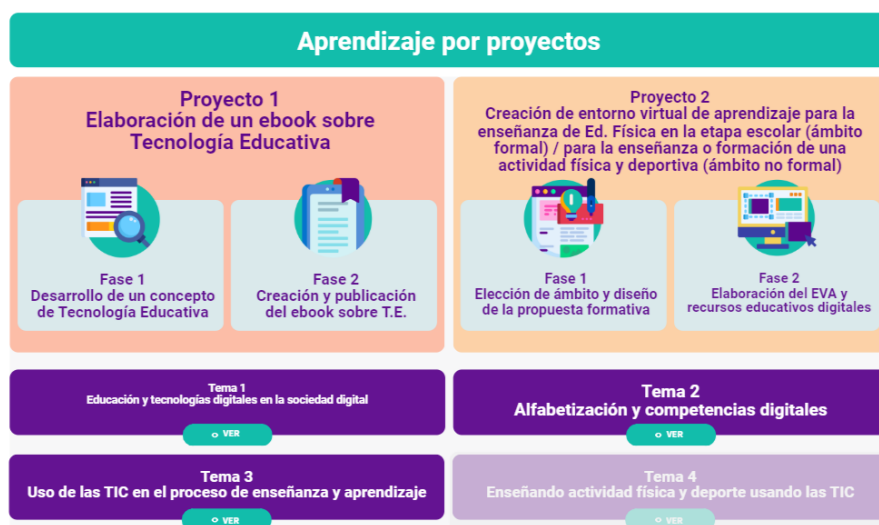 Aprendizaje por proyectos
Proyecto 1
Elaboración de un ebook sobre
Tecnología Educativa
Fase 1
Desarrollo de un concepto
de Tecnología Educativa
Fase 2
Creación y publicación
del ebook sobre T.E.
Proyecto 2
Creación de entorno virtual de aprendizaje para la
enseñanza de Ed. Física en la etapa escolar (ámbito
formal) / para la enseñanza o formación de una
actividad física y deportiva (ámbito no formal)
Fase 1
Elección de ámbito y diseño
de la propuesta formativa
Fase 2
Elaboración del EVA y
recursos educativos digitales
Tema 1
Educación y tecnologías digitales en la sociedad digital
VER
Tema 2
Alfabetización y competencias digitales
VER
Tema 3
Uso de las TIC en el proceso de enseñanza y aprendizaje
VER
Tema 4
Enseñando actividad física y deporte usando las TIC
VER